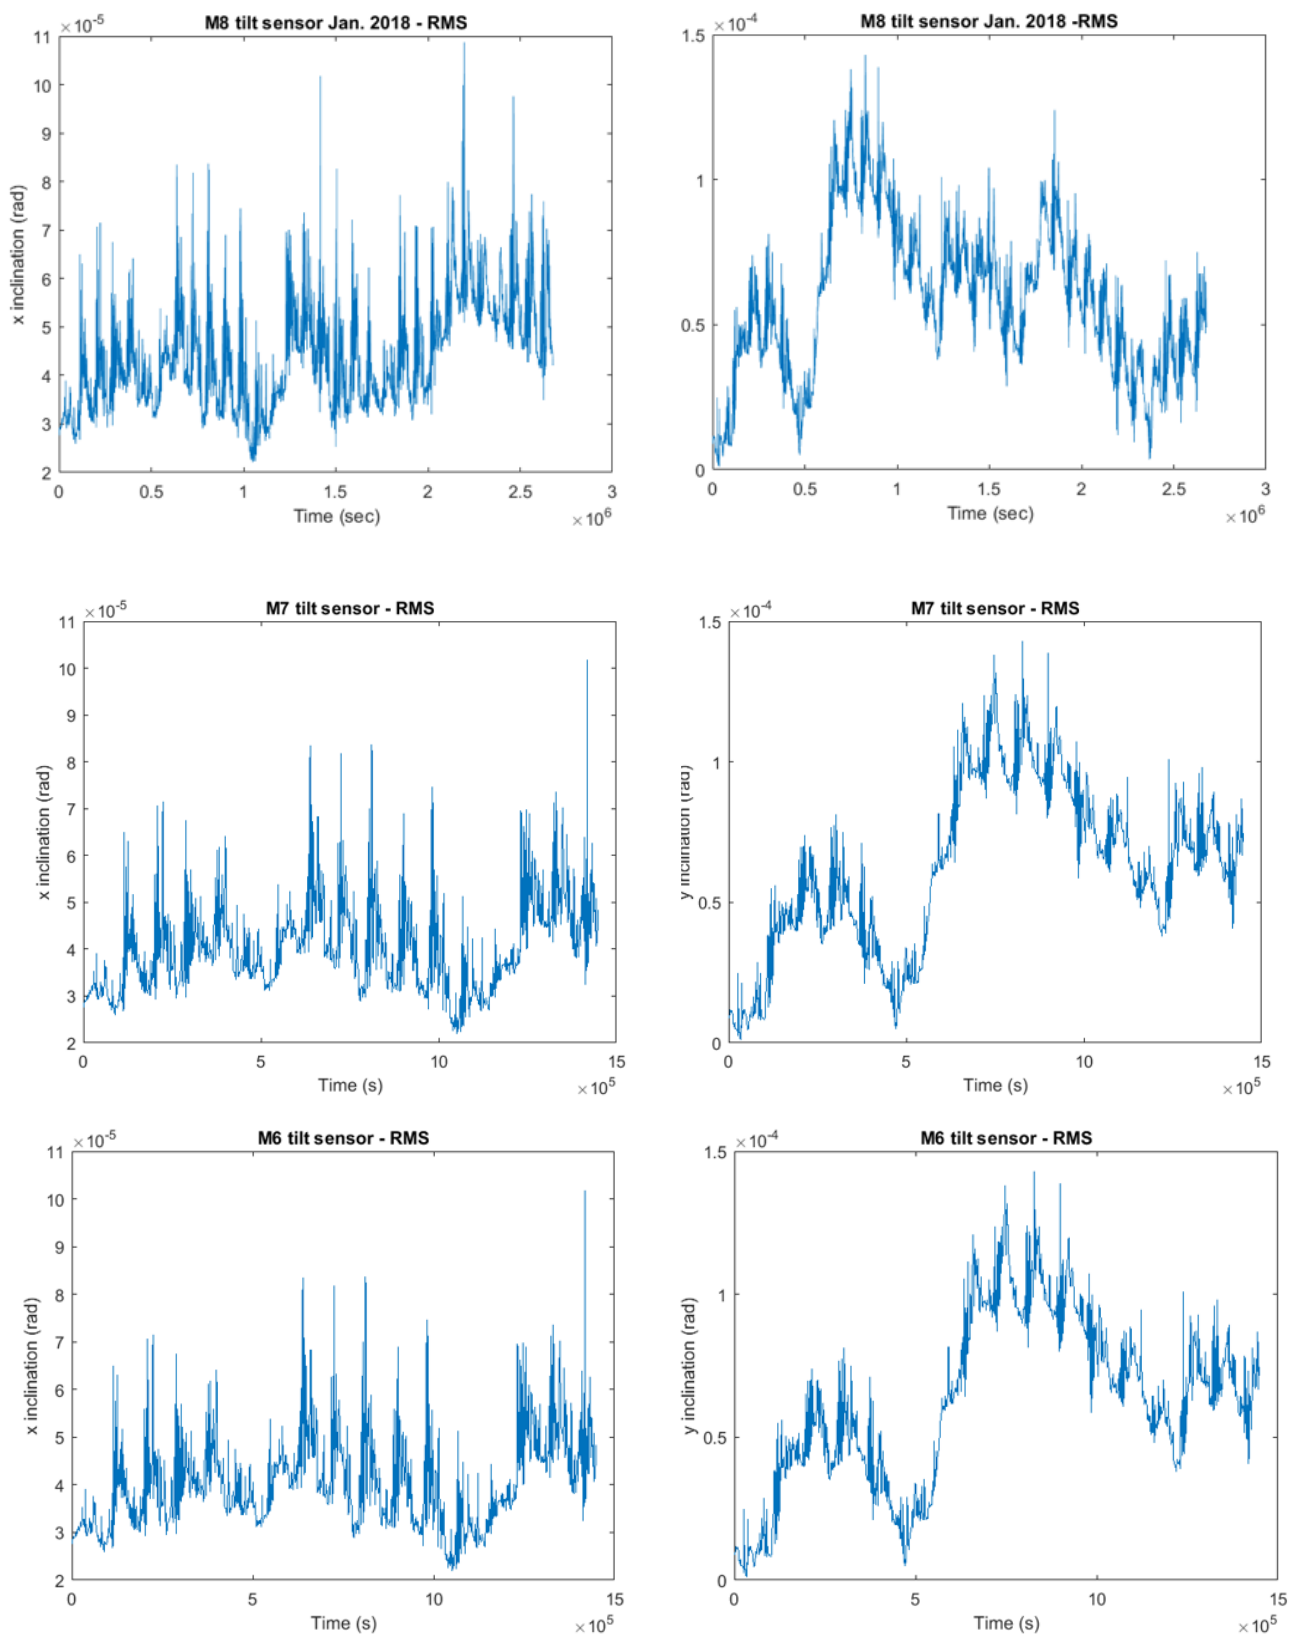 M8 tilt sensor Jan. 2018 - RMS
×10-5
11
10
9
8
7
6
5
4
3
2
x inclination (rad)
0 0.5 1 1.5 2 2.5 3
Time (sec)
×106
M8 tilt sensor Jan. 2018 -RMS
×10-4
1.5
1
0.5
0
0 0.5 1 1.5 2 2.5 3
Time (sec)
×106
M7 tilt sensor - RMS
×10-5
11
10
9
8
7
6
5
4
3
2
x inclination (rad)
0 5 10 15
Time (s)
×105
M7 tilt sensor - RMS
×10-4
1.5
1
0.5
0
y inclination (rad)
0 5 10 15
Time (s)
×105
M6 tilt sensor - RMS
×10-5
11
10
9
8
7
6
5
4
3
2
x inclination (rad)
0 5 10 15
Time (s)
×105
M6 tilt sensor - RMS
×10-4
1.5
1
0.5
0
y inclination (rad)
0 5 10 15
Time (s)
×105